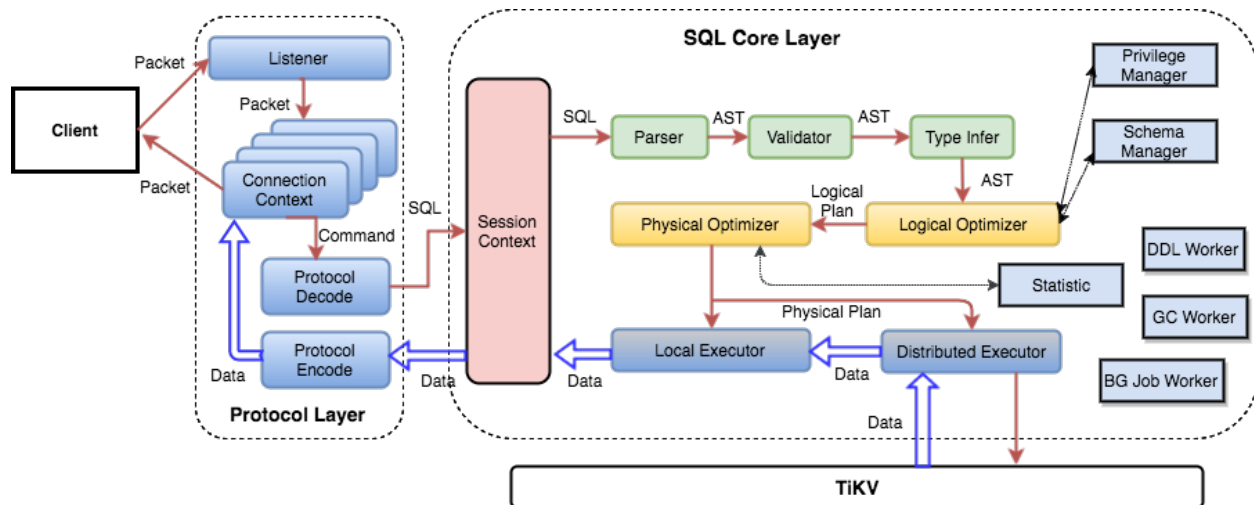 SQL Core Layer
Privilege
Manager
Packet
Listener
Packet
Client
SQL
AST
AST
Parser
Validator
Type Infer
Schema
Manager
Packet
Connection
Context
AST
SQL
Logical
Plan
Session
Context
Physical Optimizer
Logical Optimizer
Command
DDL Worker
Protocol
Decode
Statistic
Physical Plan
GC Worker
Protocol
Encode
Local Executor
Distributed Executor
Data
Data
Data
Data
BG Job Worker
Protocol Layer
Data
TiKV